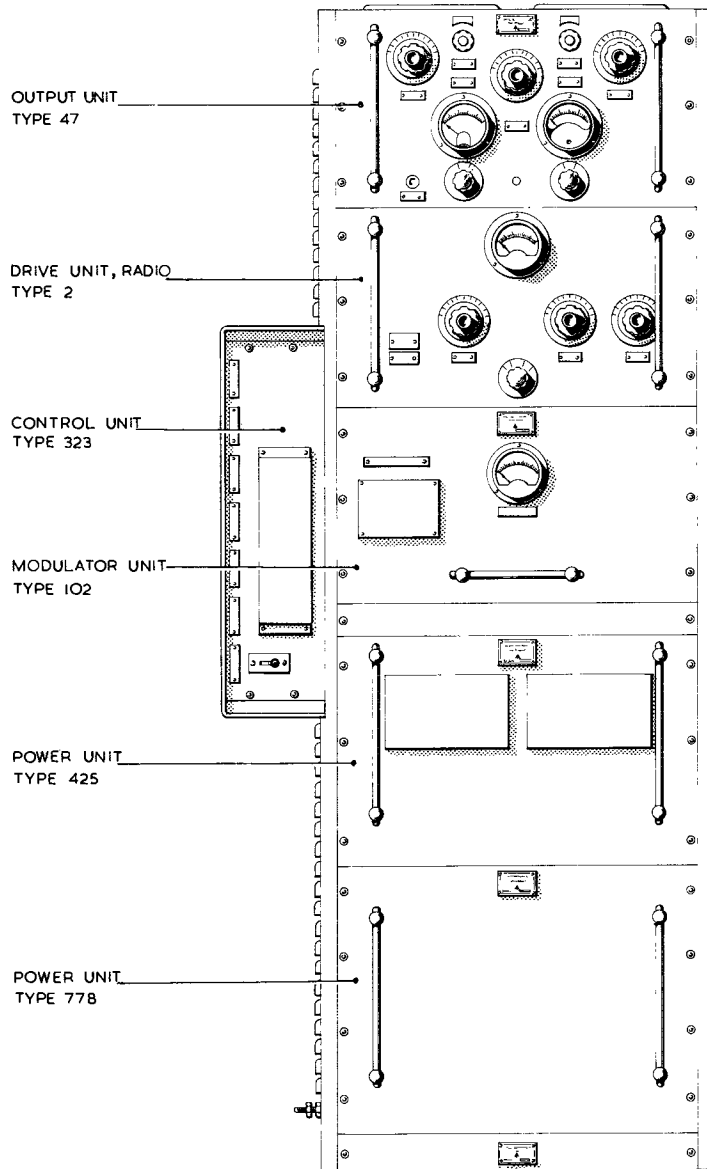 OUTPUT UNIT
TYPE 47
DRIVE UNIT, RADIO
TYPE 2
CONTROL UNIT
TYPE 323
MODULATOR UNIT
TYPE 102
POWER UNIT
TYPE 425
POWER UNIT
TYPE 778